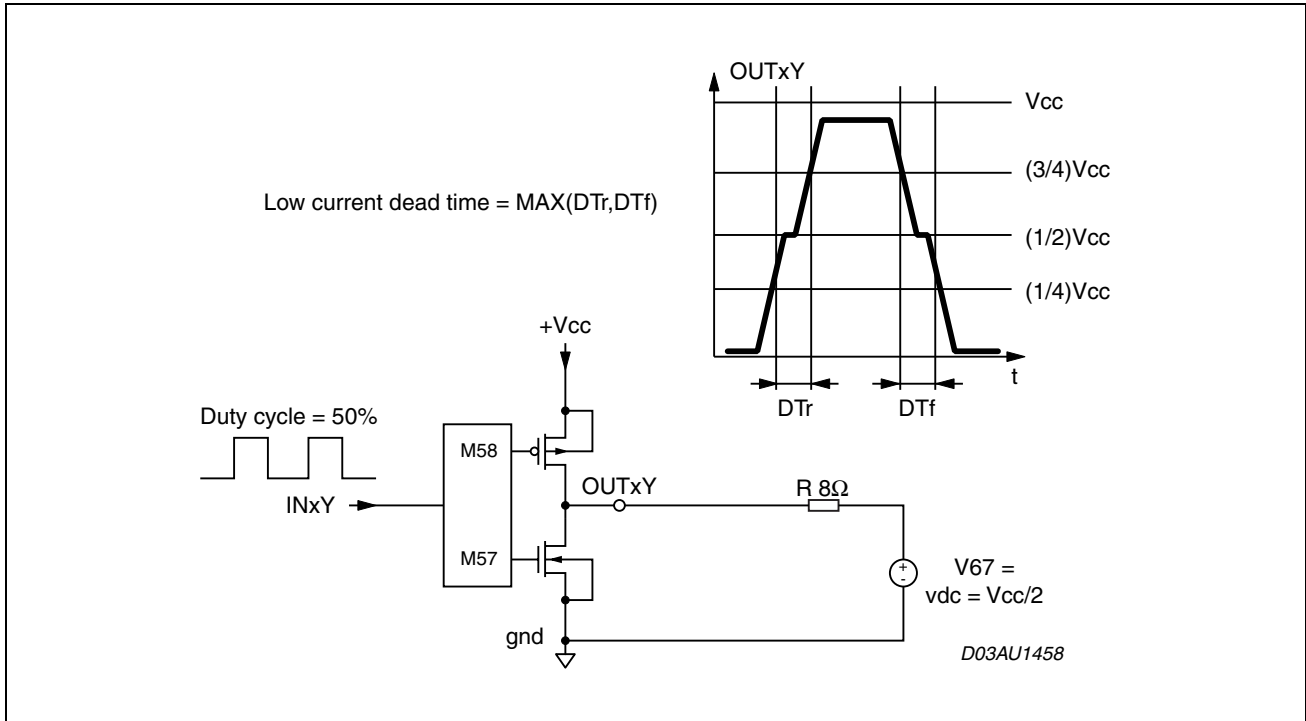 OUTxY
Vcc
(3/4)Vcc
Low current dead time = MAX(DTr,DTf)
(1/2)Vcc
(1/4)Vcc
+Vcc
t
DTr
DTf
Duty cycle = 50%
M58
OUTxY
R 8Ω
INxY
M57
+
-
V67 =
vdc = Vcc/2
gnd
D03AU1458